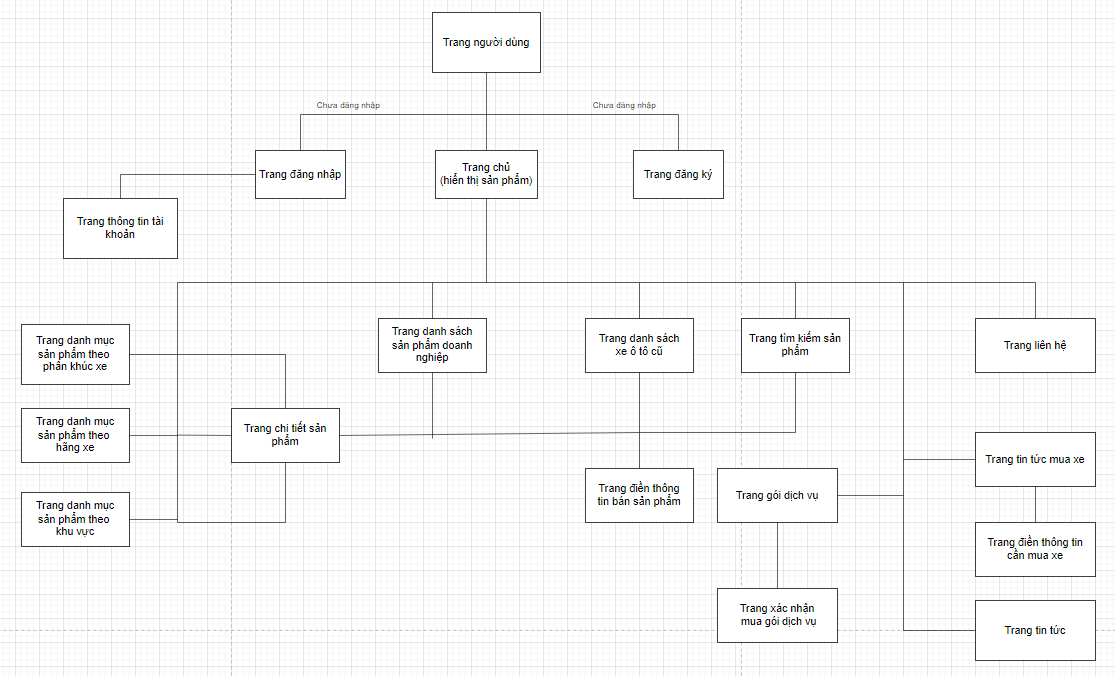 Trang người dùng
Chưa đăng nhập
Chưa đăng nhập
Trang đăng nhập
Trang chủ
(hiển thị sản phẩm)
Trang đăng ký
Trang thông tin tài
khoản
Trang danh mục
sản phẩm theo
phân khúc xe
Trang danh sách
sản phẩm doanh
nghiệp
Trang danh sách
xe ô tô cũ
Trang tìm kiếm sản
phẩm
Trang liên hệ
Trang danh mục
sản phẩm theo
hãng xe
Trang chi tiết sản
phẩm
Trang tin tức mua xe
Trang danh mục
sản phẩm theo
khu vực
Trang điền thông
tin bán sản phẩm
Trang gói dịch vụ
Trang điền thông tin
cần mua xe
Trang xác nhận
mua gói dịch vụ
Trang tin tức